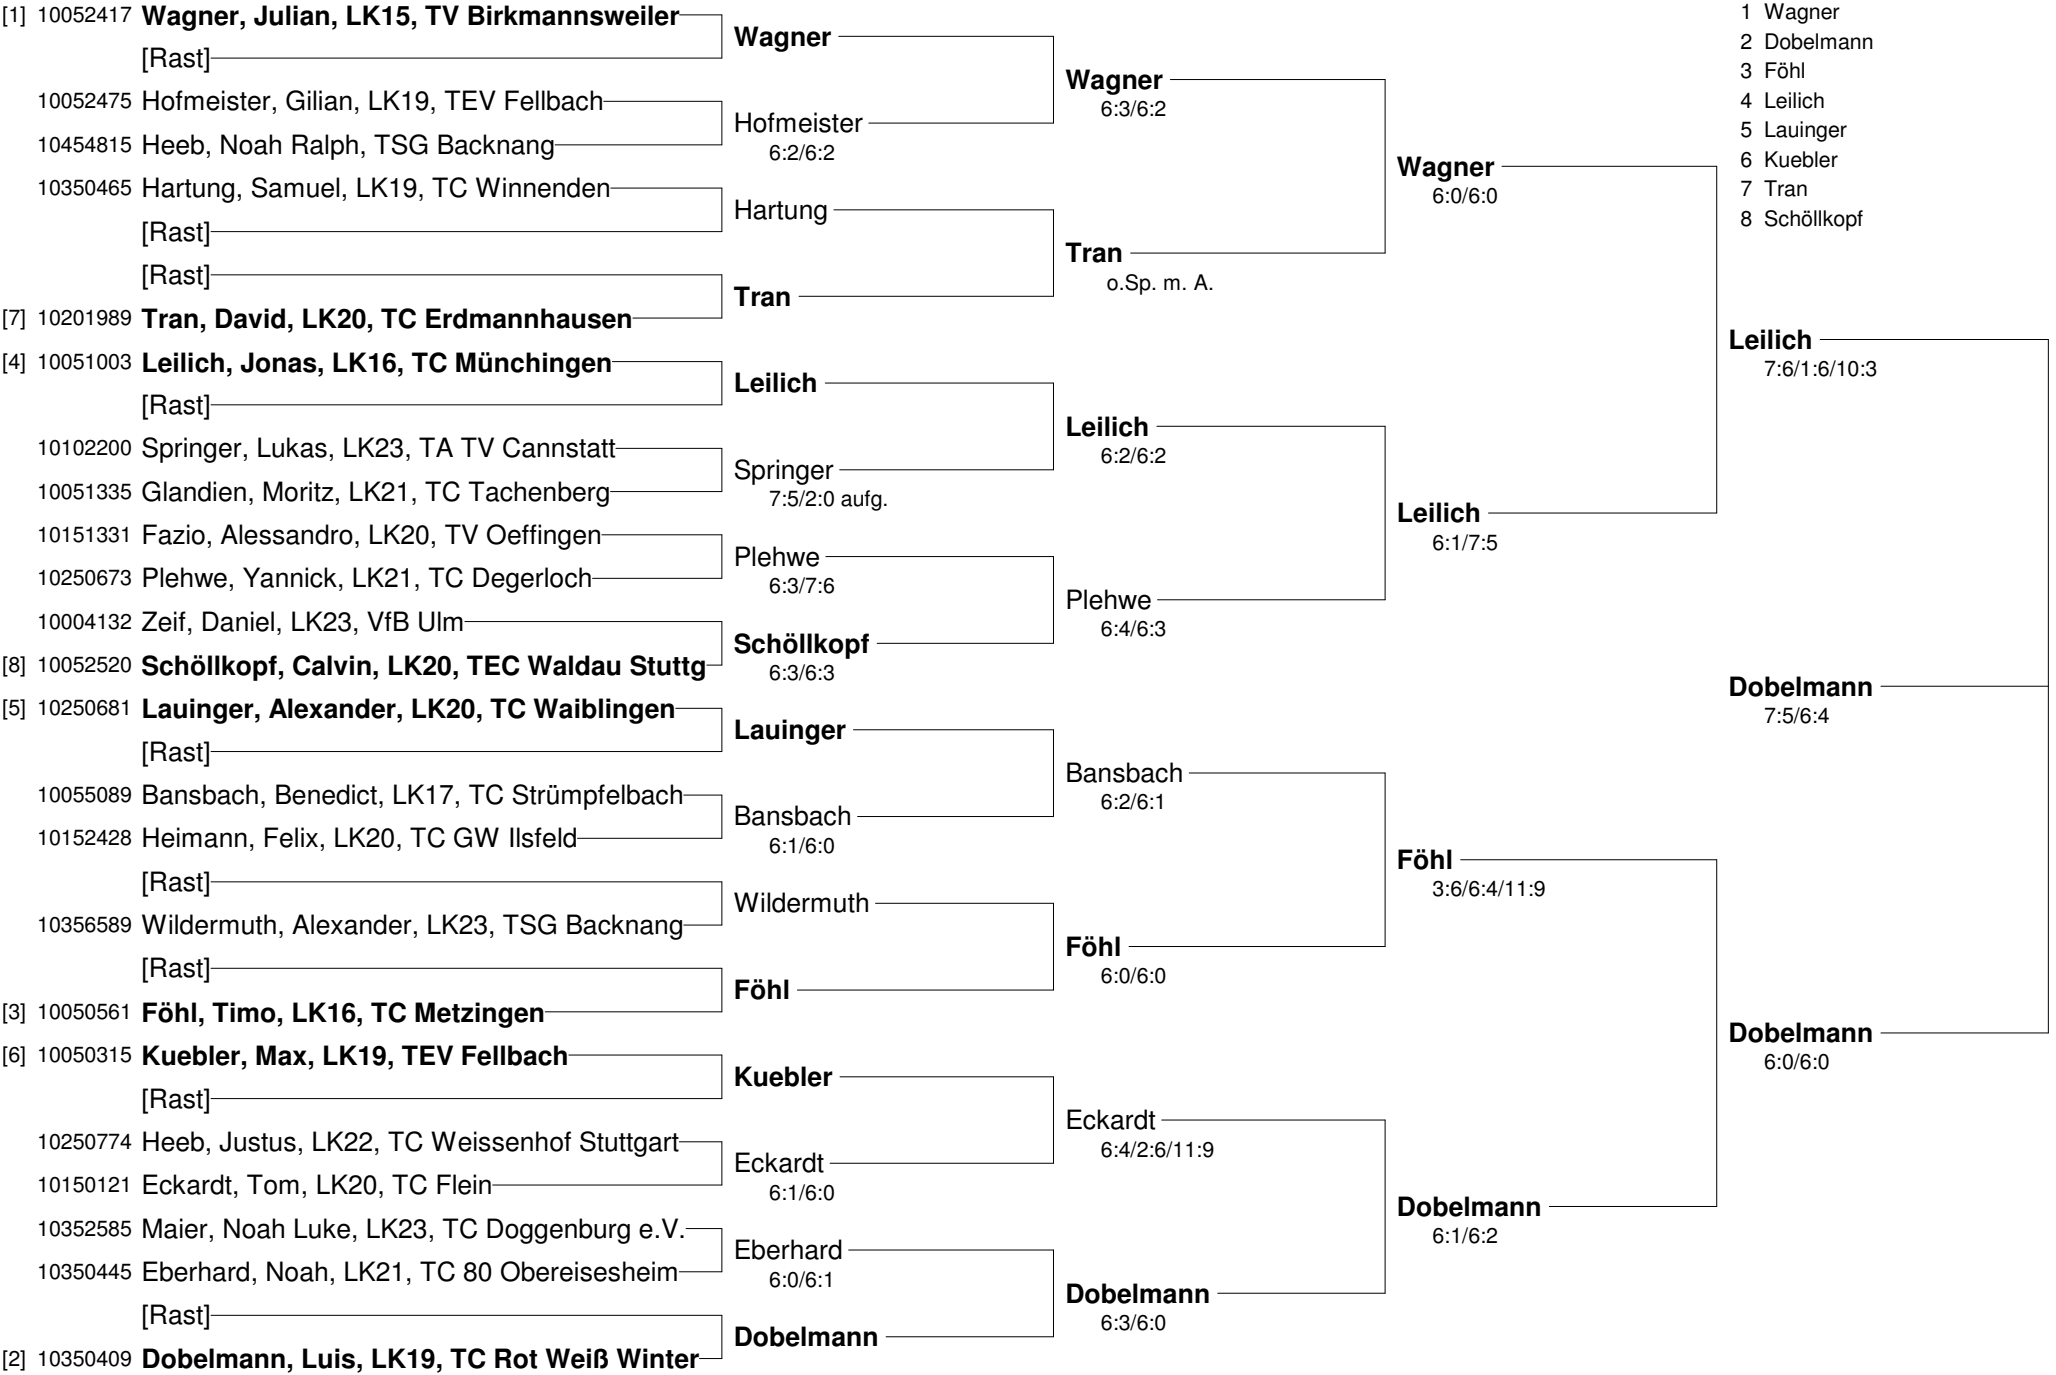 [1] 10052417 Wagner, Julian, LK15, TV Birkmannsweiler
[Rast]
10052475 Hofmeister, Gilian, LK19, TEV Fellbach
10454815 Heeb, Noah Ralph, TSG Backnang
10350465 Hartung, Samuel, LK19, TC Winnenden
[Rast]
[Rast]
[7] 10201989 Tran, David, LK20, TC Erdmannhausen
[4] 10051003 Leilich, Jonas, LK16, TC Münchingen
[Rast]
10102200 Springer, Lukas, LK23, TA TV Cannstatt
10051335 Glandien, Moritz, LK21, TC Tachenberg
10151331 Fazio, Alessandro, LK20, TV Oeffingen
10250673 Plehwe, Yannick, LK21, TC Degerloch
10004132 Zeif, Daniel, LK23, VfB Ulm
[8] 10052520 Schöllkopf, Calvin, LK20, TEC Waldau Stuttg
[5] 10250681 Lauinger, Alexander, LK20, TC Waiblingen
[Rast]
10055089 Bansbach, Benedict, LK17, TC Strümpfelbach
10152428 Heimann, Felix, LK20, TC GW Ilsfeld
[Rast]
10356589 Wildermuth, Alexander, LK23, TSG Backnang
[Rast]
[3] 10050561 Föhl, Timo, LK16, TC Metzingen
[6] 10050315 Kuebler, Max, LK19, TEV Fellbach
[Rast]
10250774 Heeb, Justus, LK22, TC Weissenhof Stuttgart
10150121 Eckardt, Tom, LK20, TC Flein
10352585 Maier, Noah Luke, LK23, TC Doggenburg e.V.
10350445 Eberhard, Noah, LK21, TC 80 Obereisesheim
[Rast]
[2] 10350409 Dobelmann, Luis, LK19, TC Rot Weiß Winter
Wagner
Hofmeister
6:2/6:2
Hartung
Tran
Leilich
Springer
7:5/2:0 aufg.
Plehwe
6:3/7:6
Schöllkopf
6:3/6:3
Lauinger
Bansbach
6:1/6:0
Wildermuth
Föhl
Kuebler
Eckardt
6:1/6:0
Eberhard
6:0/6:1
Dobelmann
Wagner
6:3/6:2
Tran
o.Sp. m. A.
Leilich
6:2/6:2
Plehwe
6:4/6:3
Bansbach
6:2/6:1
Föhl
6:0/6:0
Eckardt
6:4/2:6/11:9
Dobelmann
6:3/6:0
Wagner
6:0/6:0
Leilich
6:1/7:5
Föhl
3:6/6:4/11:9
Dobelmann
6:1/6:2
1 Wagner
2 Dobelmann
3 Föhl
4 Leilich
5 Lauinger
6 Kuebler
7 Tran
8 Schöllkopf
Leilich
7:6/1:6/10:3
Dobelmann
7:5/6:4
Dobelmann
6:0/6:0